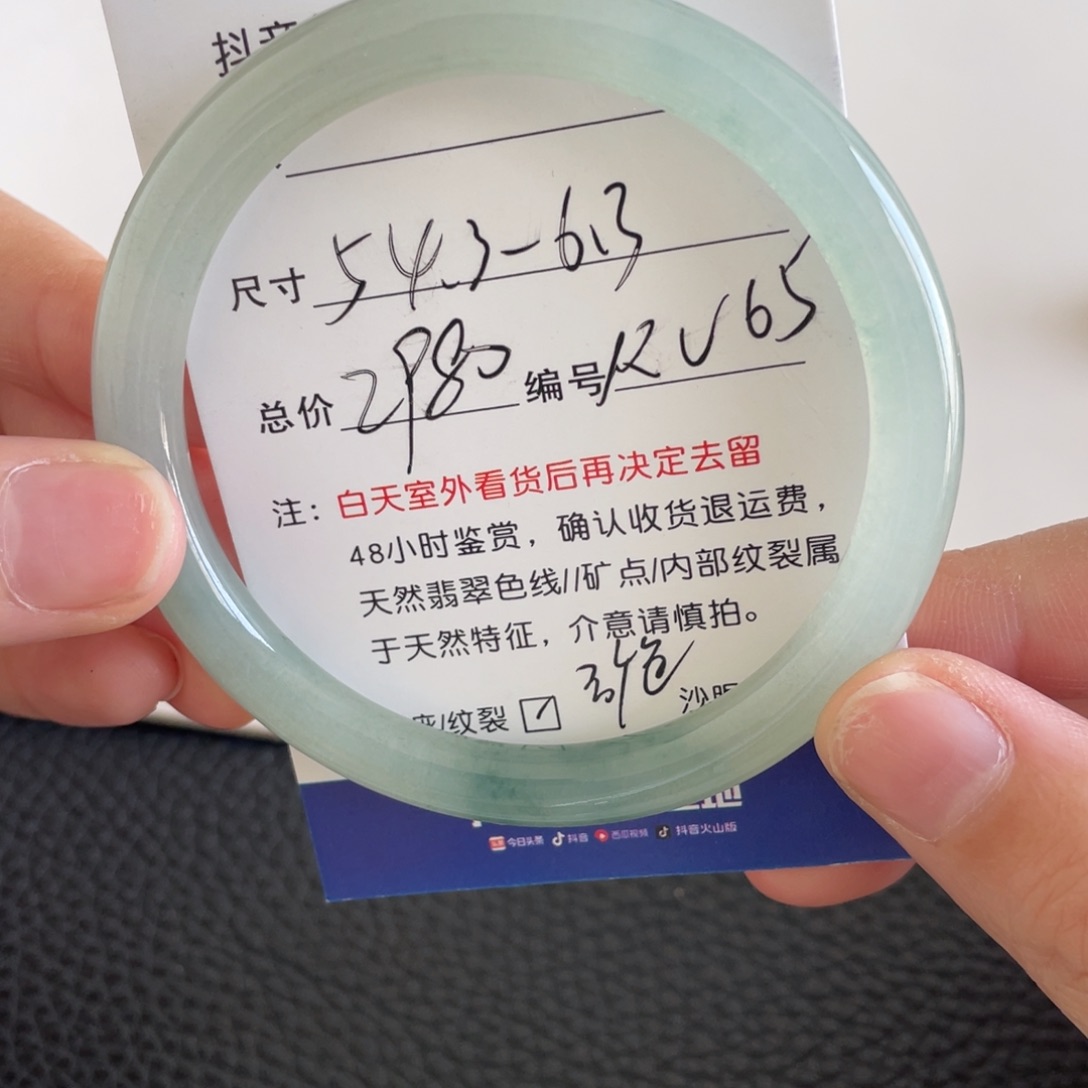 抖音
尺寸 54.3-6.3
总价 2980 编号 KV65
注：白天室外看货后再决定去留
48小时鉴赏，确认收货退运费，
天然翡翠色线//矿点/内部纹裂属
于天然特征，介意请慎拍。
/纹裂 ☑
今日头条 抖音 西瓜视频 抖音火山版